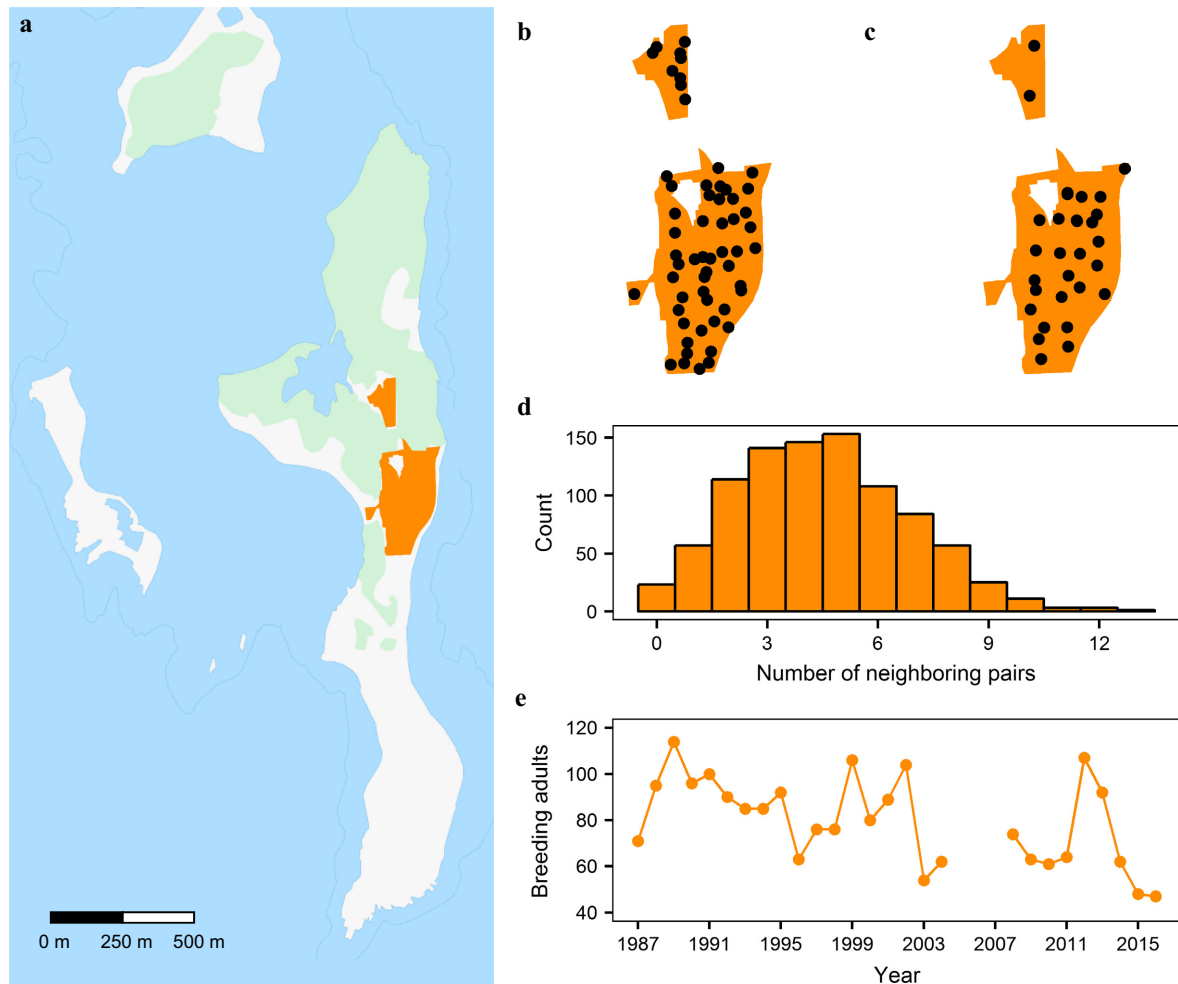 a
0 m 250 m 500 m
b
c
d
150
100
50
0
Count
0 3 6 9 12
Number of neighboring pairs
e
120
100
80
60
40
Breeding adults
1987 1991 1995 1999 2003 2007 2011 2015
Year